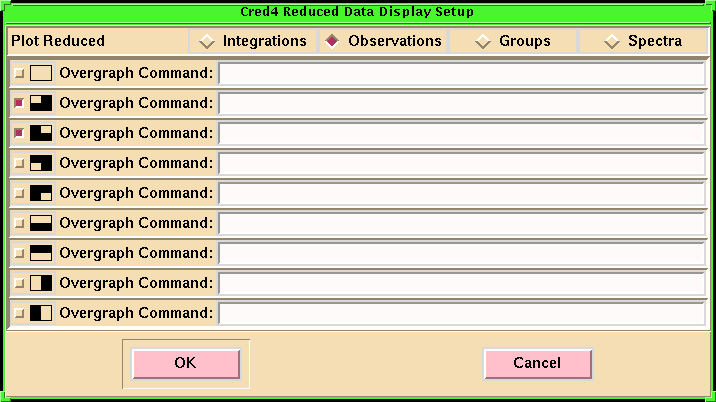 Cred4 Reduced Data Display Setup
Plot Reduced Integrations Observations Groups Spectra
Overgraph Command:
Overgraph Command:
Overgraph Command:
Overgraph Command:
Overgraph Command:
Overgraph Command:
Overgraph Command:
Overgraph Command:
Overgraph Command:
OK Cancel